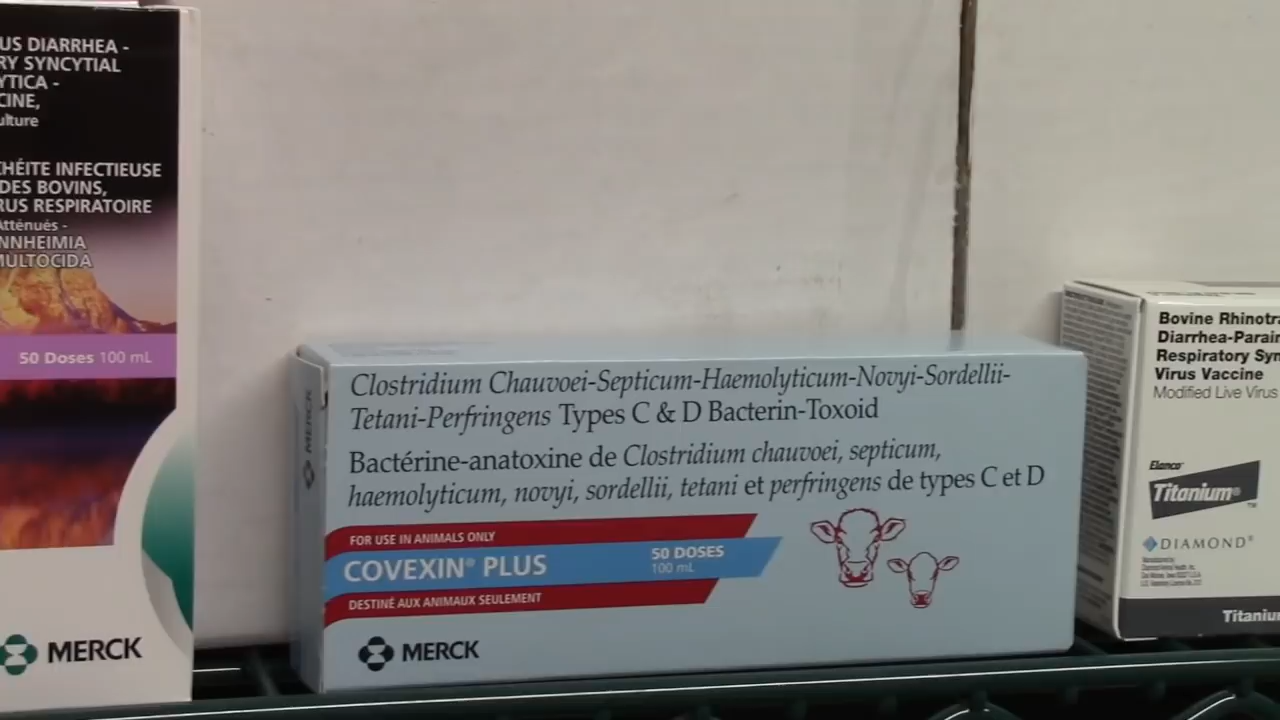 US DIARRHEA -
RY SYNCYTIAL
YTICA -
CINE,
ulture
CHÉITE INFECTIEUSE
DES BOVINS,
RUS RESPIRATOIRE
Atténués -
NNHEIMIA
MULTOCIDA
50 Doses 100 mL
MERCK
MERCK
Clostridium Chauvoei-Septicum-Haemolyticum-Novyi-Sordellii-
Tetani-Perfringens Types C & D Bacterin-Toxoid
Bactérine-anatoxine de Clostridium chauvoei, septicum,
haemolyticum, novyi, sordellii, tetani et perfringens de types C et D
FOR USE IN ANIMALS ONLY
COVEXIN® PLUS
50 DOSES
100 mL
DESTINÉ AUX ANIMAUX SEULEMENT
MERCK
Bovine Rhinotra
Diarrhea-Parain
Respiratory Syn
Virus Vaccine
Modified Live Virus
Elanco
Titanium®
DIAMOND®
Titaniu